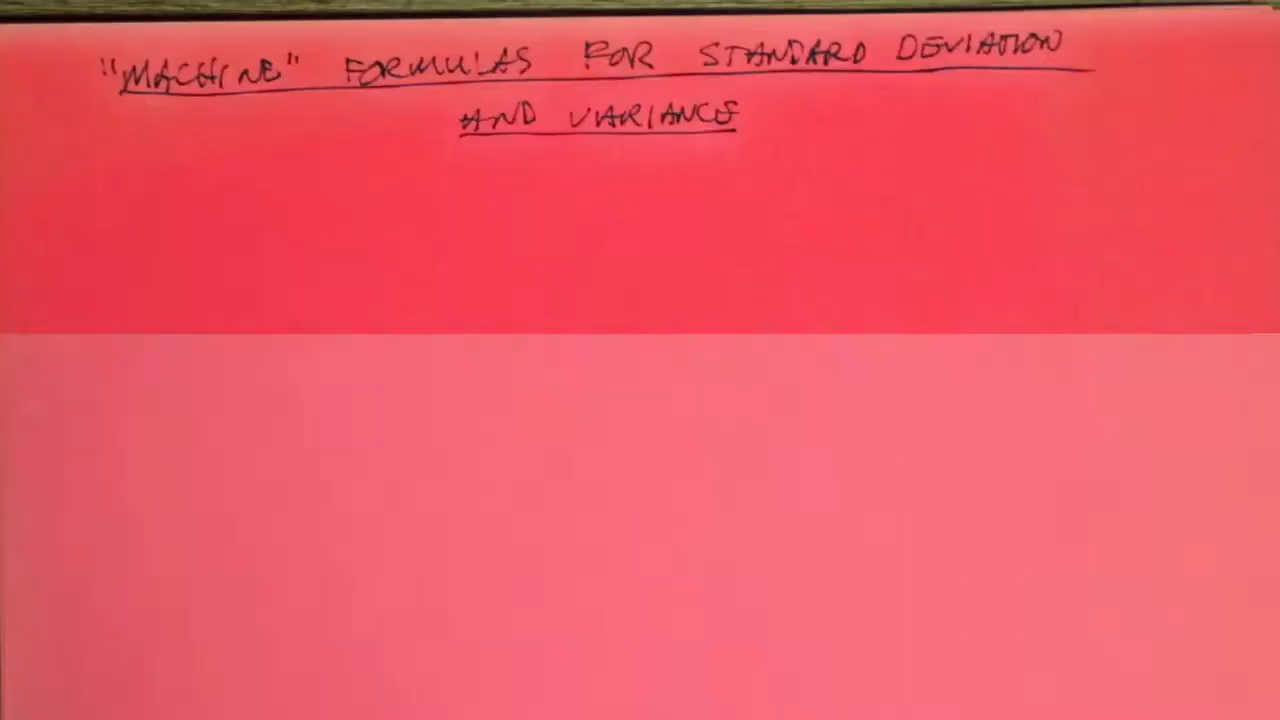 "MACHINE" FORMULAS FOR STANDARD DEVIATION
AND VARIANCE